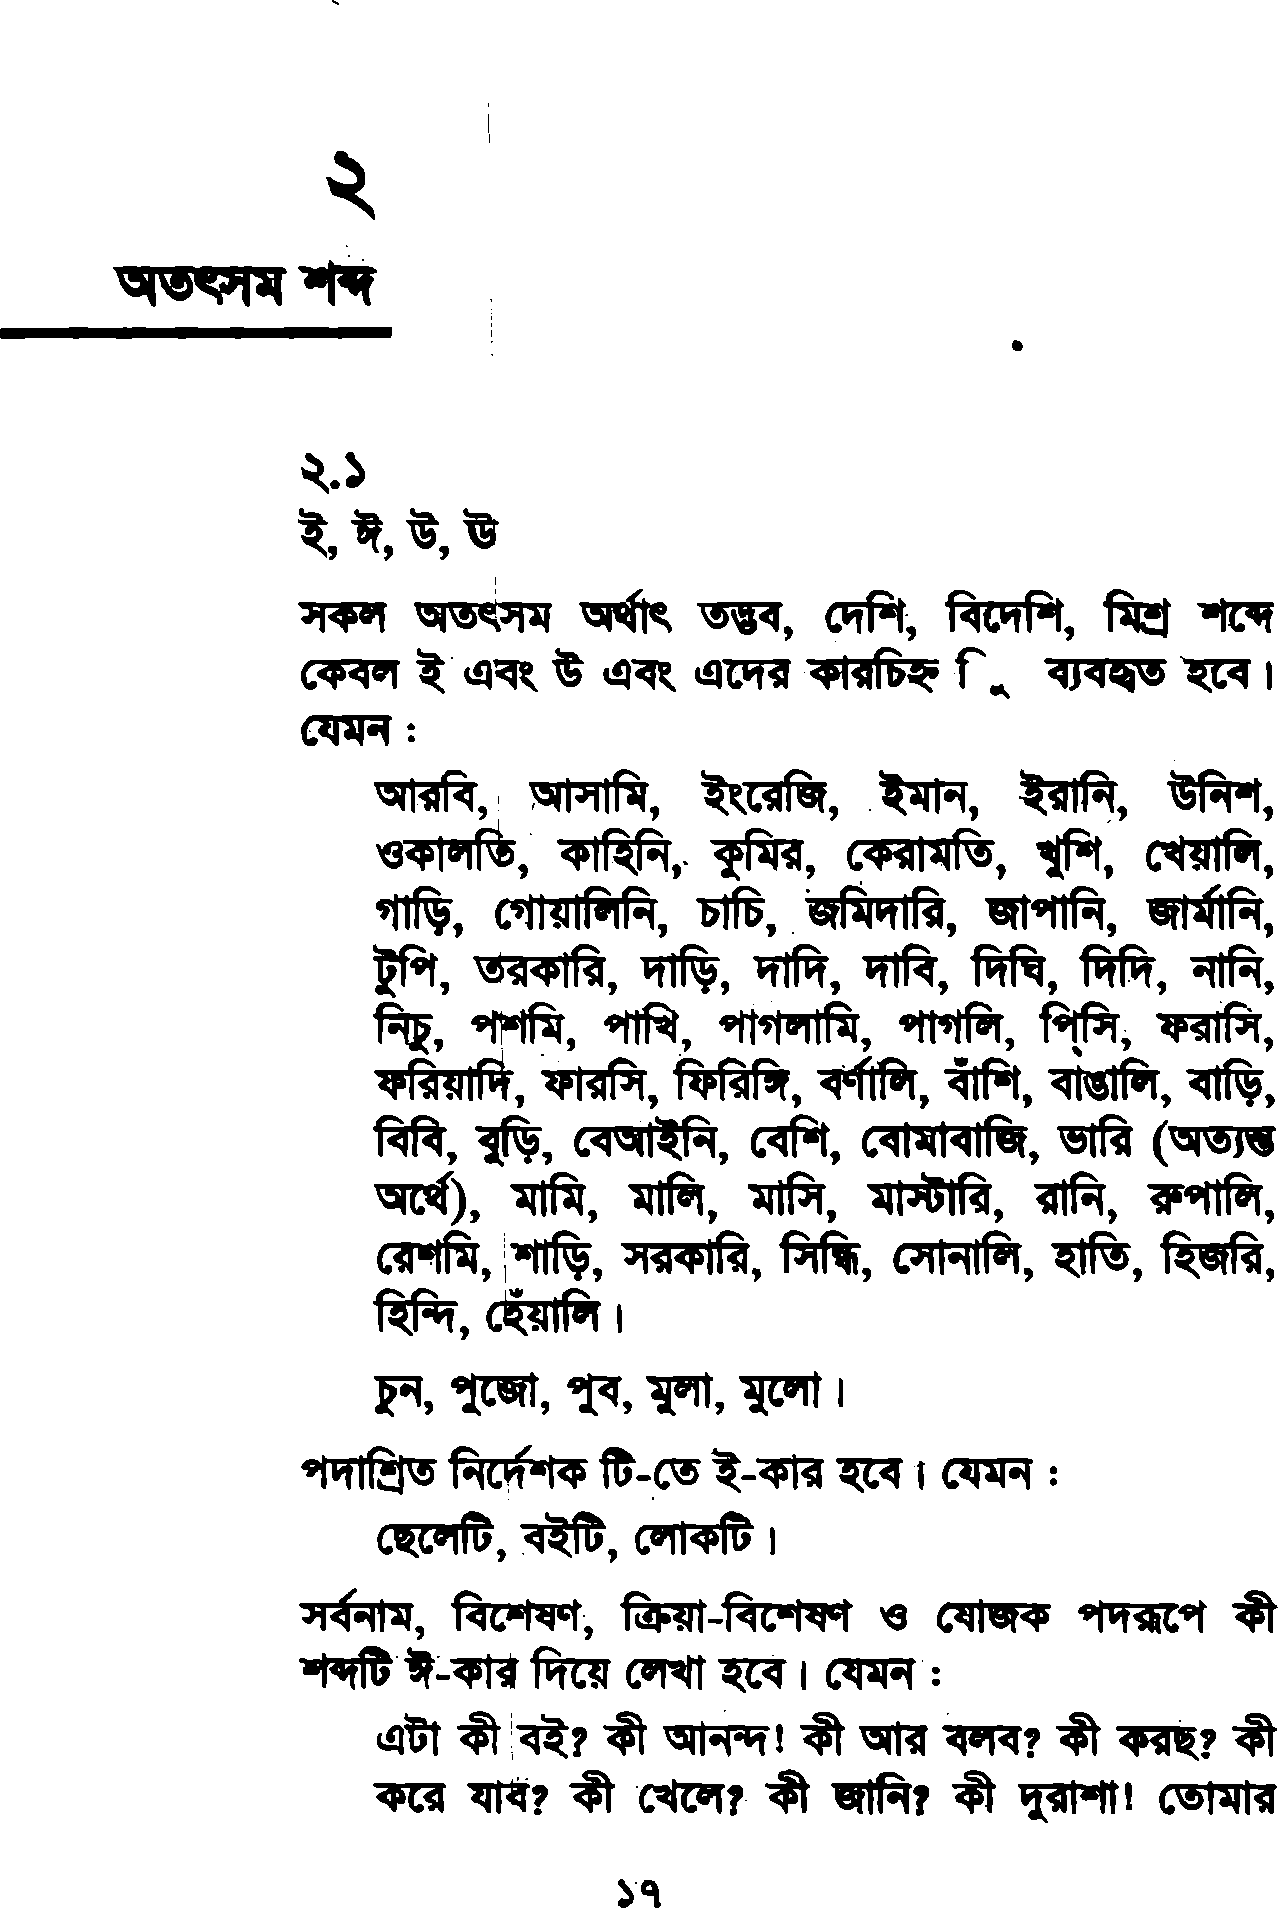 ২
অতৎসম শব্দ
২.১
ই, ঈ, উ, ঊ
সকল অতৎসম অর্থাৎ তদ্ভব, দেশি, বিদেশি, মিশ্র শব্দে
কেবল ই এবং উ এবং এদের কারচিহ্ন ি ু ব্যবহৃত হবে।
যেমন :
আরবি, আসামি, ইংরেজি, ইমান, ইরানি, উনিশ,
ওকালতি, কাহিনি, কুমির, কেরামতি, খুশি, খেয়ালি,
গাড়ি, গোয়ালিনি, চাচি, জমিদারি, জাপানি, জার্মানি,
টুপি, তরকারি, দাড়ি, দাদি, দাবি, দিঘি, দিদি, নানি,
নিচু, পশমি, পাখি, পাগলামি, পাগলি, পিসি, ফরাসি,
ফরিয়াদি, ফারসি, ফিরিঙ্গি, বর্ণালি, বাঁশি, বাঙালি, বাড়ি,
বিবি, বুড়ি, বেআইনি, বেশি, বোমাবাজি, ভারি (অত্যন্ত
অর্থে), মামি, মালি, মাসি, মাস্টারি, রানি, রুপালি,
রেশমি, শাড়ি, সরকারি, সিন্ধি, সোনালি, হাতি, হিজরি,
হিন্দি, হেঁয়ালি।
চুন, পুজো, পুব, মুলা, মুলো।
পদাশ্রিত নির্দেশক টি-তে ই-কার হবে। যেমন :
ছেলেটি, বইটি, লোকটি।
সর্বনাম, বিশেষণ, ক্রিয়া-বিশেষণ ও যোজক পদরূপে কী
শব্দটি ঈ-কার দিয়ে লেখা হবে। যেমন :
এটা কী বই? কী আনন্দ! কী আর বলব? কী করছ? কী
করে যাব? কী খেলে? কী জানি? কী দুরাশা! তোমার
১৭